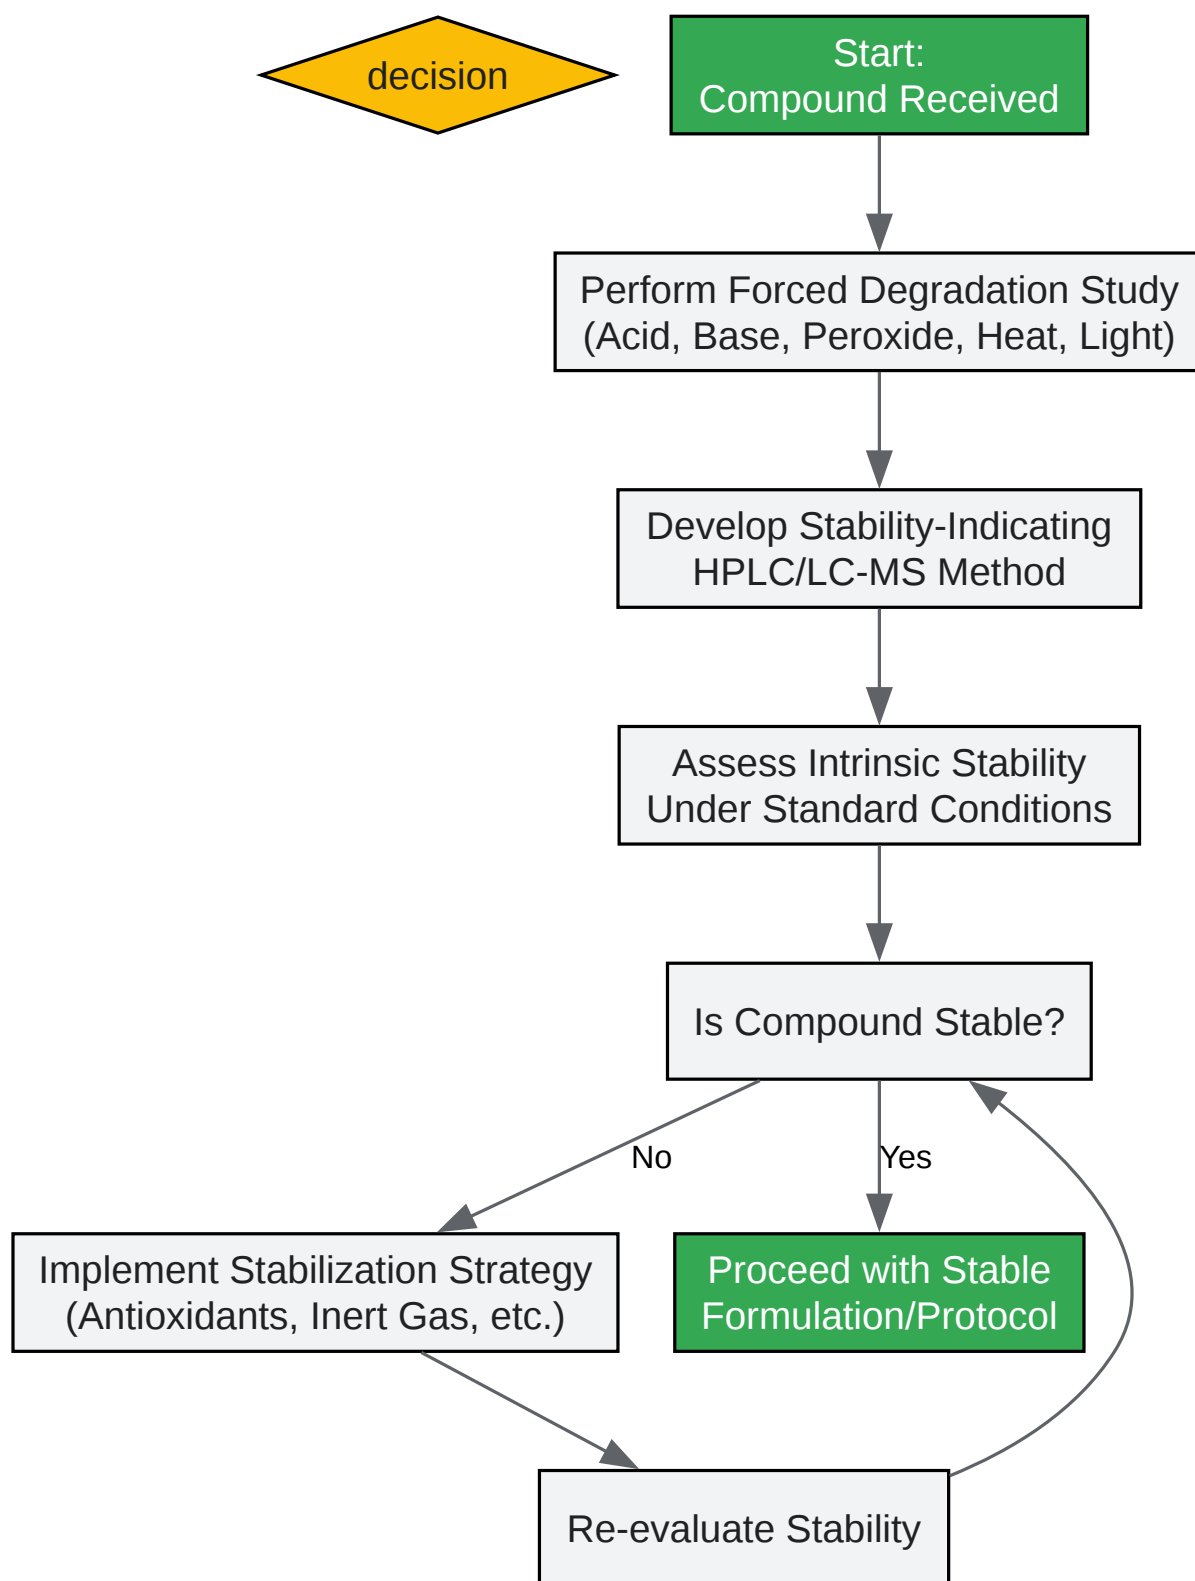 decision
Start:
Compound Received
Perform Forced Degradation Study
(Acid, Base, Peroxide, Heat, Light)
Develop Stability-Indicating
HPLC/LC-MS Method
Assess Intrinsic Stability
Under Standard Conditions
Is Compound Stable?
No
Yes
Implement Stabilization Strategy
(Antioxidants, Inert Gas, etc.)
Proceed with Stable
Formulation/Protocol
Re-evaluate Stability